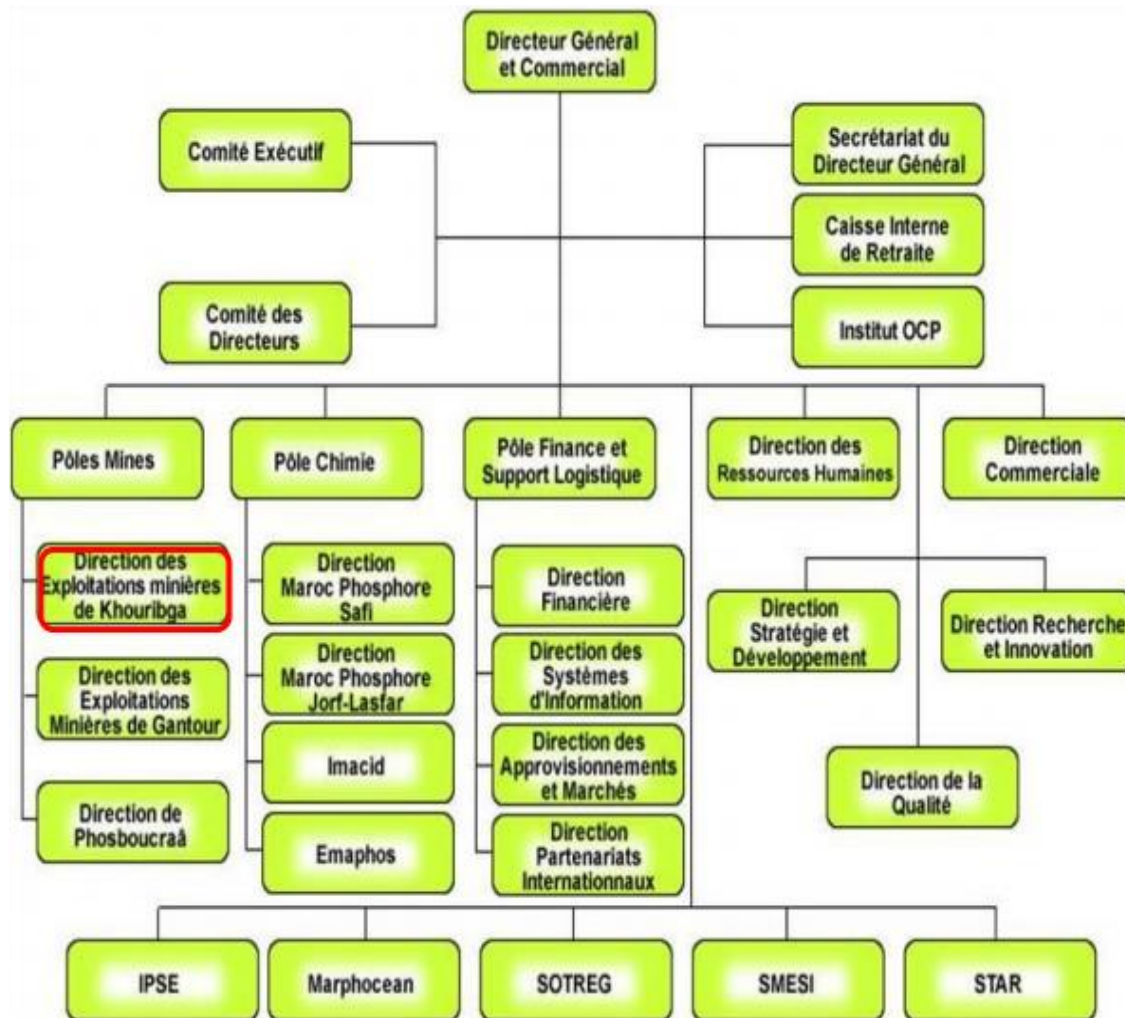 Directeur Général
et Commercial
Comité Exécutif
Secrétariat du
Directeur Général
Caisse Interne
de Retraite
Comité des
Directeurs
Institut OCP
Pôles Mines
Pôle Chimie
Pôle Finance et
Support Logistique
Direction des
Ressources Humaines
Direction
Commerciale
Direction des
Exploitations minières
de Khouribga
Direction
Maroc Phosphore
Safi
Direction
Financière
Direction
Stratégie et
Développement
Direction Recherche
et Innovation
Direction des
Exploitations
Minières de Gantour
Direction
Maroc Phosphore
Jorf-Lasfar
Direction des
Systèmes
d'Information
Imacid
Direction des
Approvisionnements
et Marchés
Direction de la
Qualité
Direction de
Phosboucraâ
Emaphos
Direction
Partenariats
Internationnaux
IPSE
Marphocean
SOTREG
SMESI
STAR